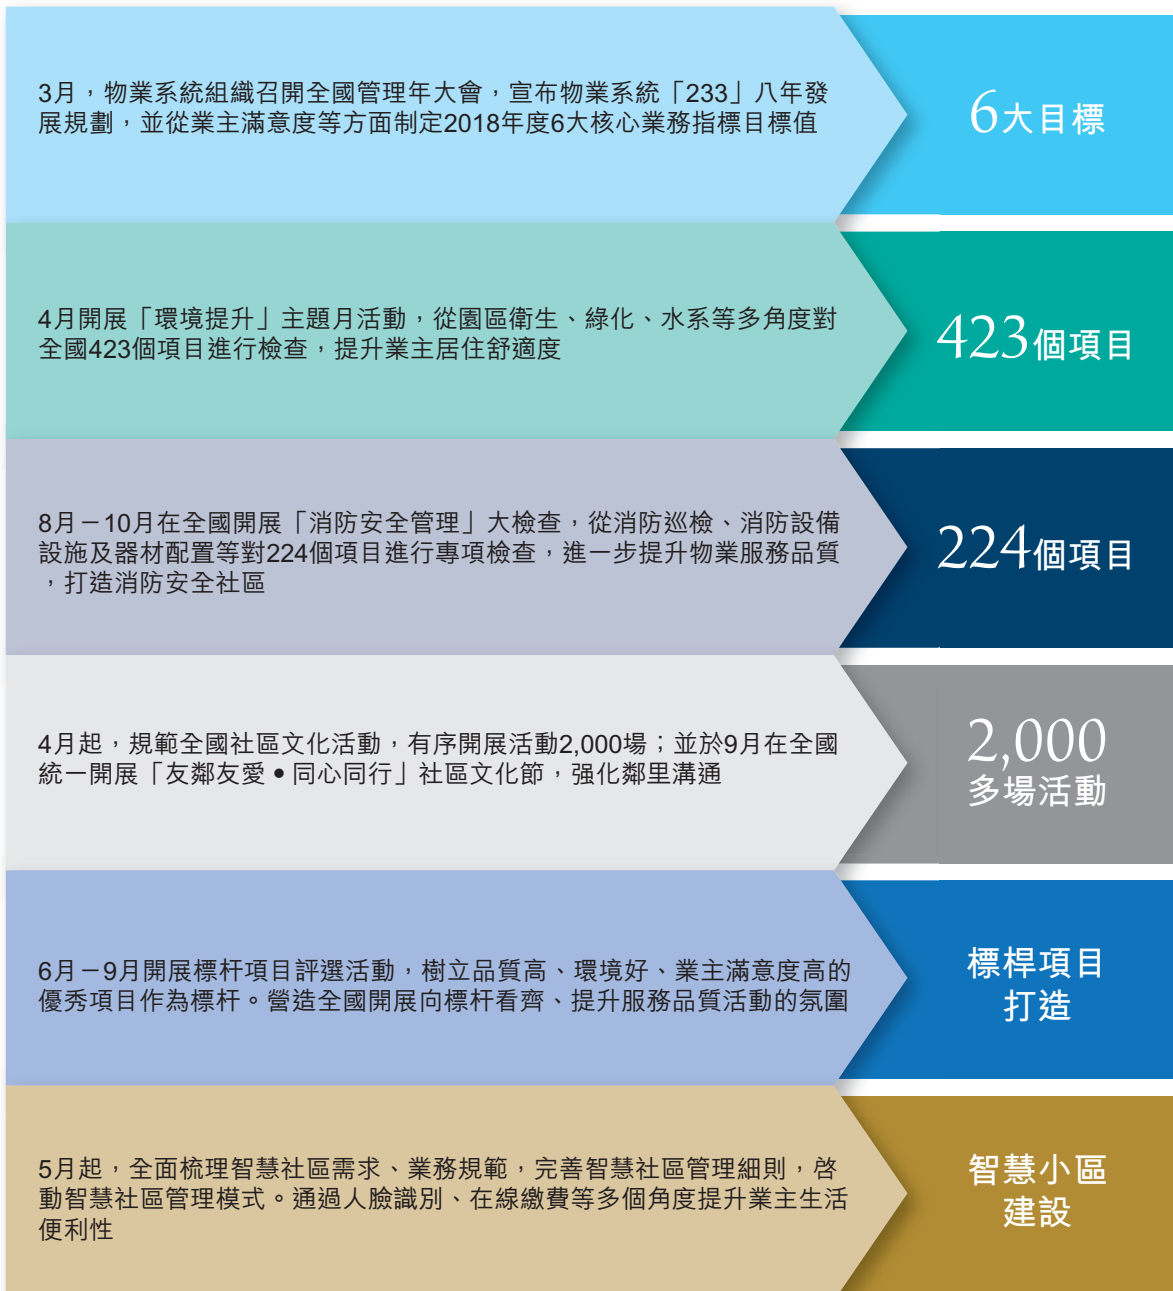 3月，物業系統組織召開全國管理年大會，宣布物業系統「233」八年發
展規劃，並從業主滿意度等方面制定2018年度6大核心業務指標目標值
6大目標
4月開展「環境提升」主題月活動，從園區衛生、綠化、水系等多角度對
全國423個項目進行檢查，提升業主居住舒適度
423個項目
8月－10月在全國開展「消防安全管理」大檢查，從消防巡檢、消防設備
設施及器材配置等對224個項目進行專項檢查，進一步提升物業服務品質
，打造消防安全社區
224個項目
4月起，規範全國社區文化活動，有序開展活動2,000場；並於9月在全國
統一開展「友鄰友愛•同心同行」社區文化節，强化鄰里溝通
2,000
多場活動
6月－9月開展標杆項目評選活動，樹立品質高、環境好、業主滿意度高的
優秀項目作為標杆。營造全國開展向標杆看齊、提升服務品質活動的氛圍
標桿項目
打造
5月起，全面梳理智慧社區需求、業務規範，完善智慧社區管理細則，啓
動智慧社區管理模式。通過人臉識別、在線繳費等多個角度提升業主生活
便利性
智慧小區
建設